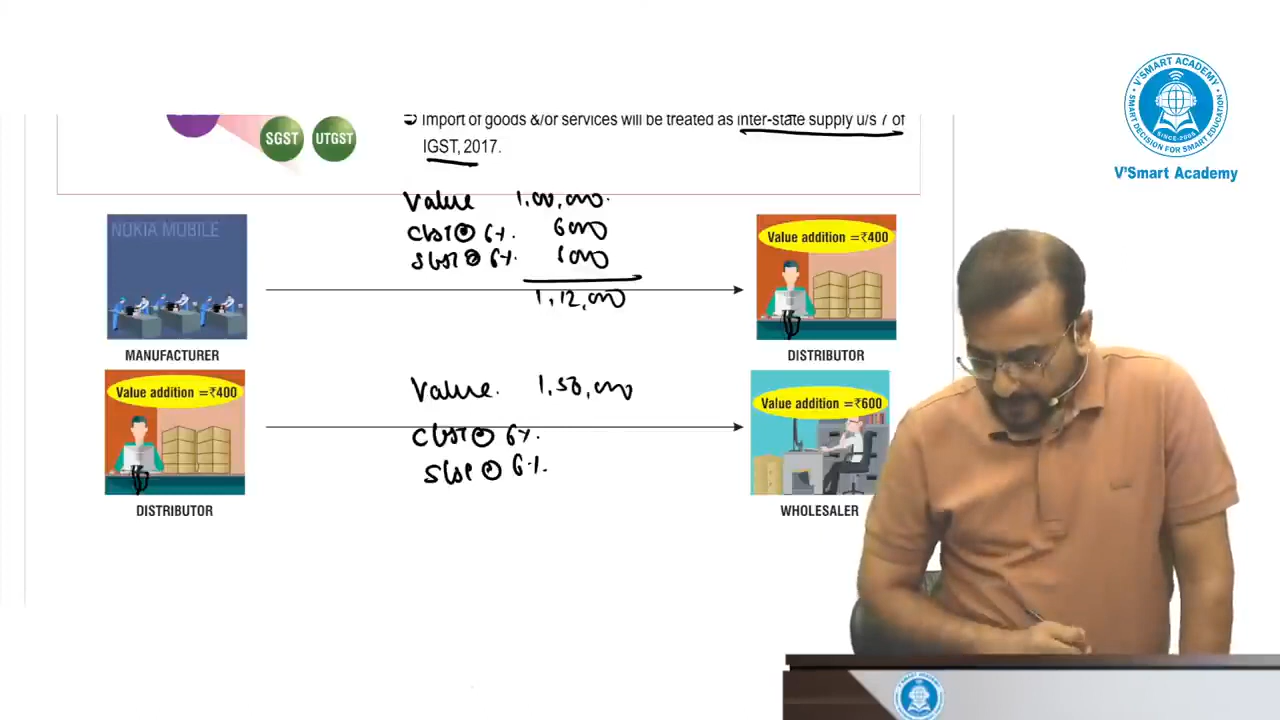 V'SMART ACADEMY
SMART DECISION FOR SMART EDUCATION
SINCE-2005
V'Smart Academy
SGST
UTGST
➲ Import of goods &/or services will be treated as inter-state supply u/s 7 of
IGST, 2017.
Value 1,00,000.
CGST @ 6%. 6000
SGST @ 6%. 6000
1,12,000
NOKIA MOBILE
MANUFACTURER
Value addition =₹400
DISTRIBUTOR
Value addition =₹400
DISTRIBUTOR
Value. 1,50,000
CGST @ 6%.
SGST @ 6%.
Value addition =₹600
WHOLESALER